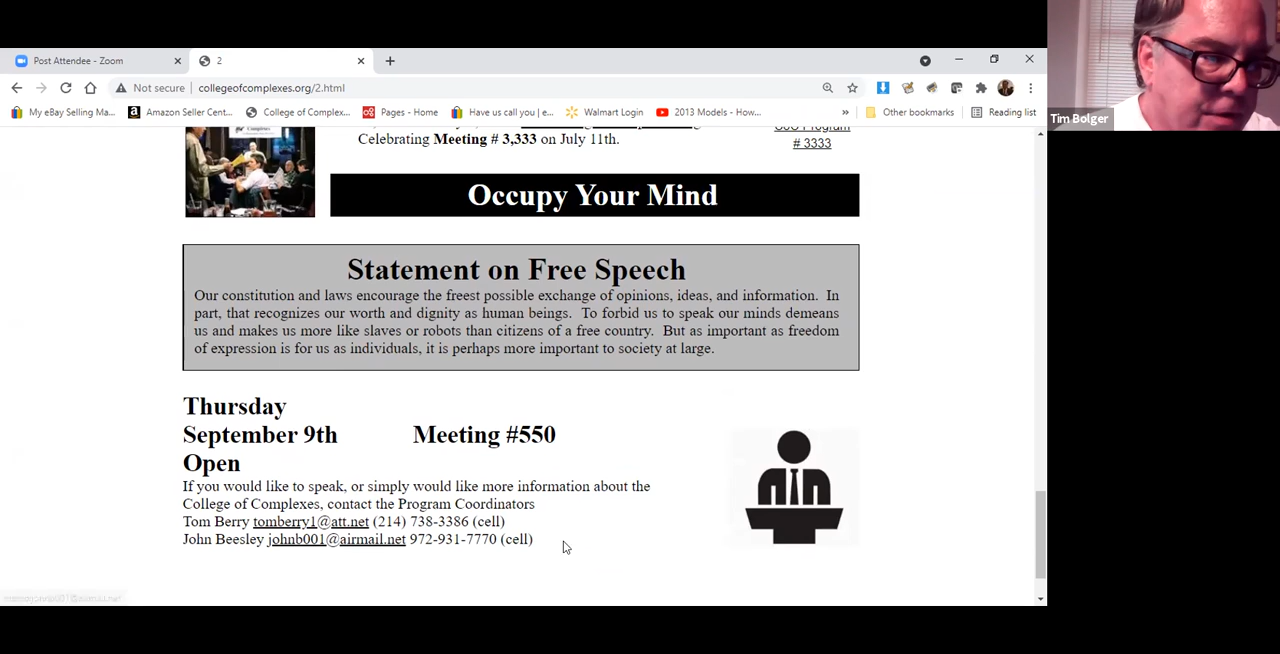 Post Attendee - Zoom
2
Not secure
collegeofcomplexes.org/2.html
My eBay Selling Ma...
Amazon Seller Cent...
College of Complex...
Pages - Home
Have us call you | e...
Walmart Login
2013 Models - How...
»
Other bookmarks
Reading list
Tim Bolger
Complexes
Celebrating Meeting # 3,333 on July 11th.
CoC Program
# 3333
Occupy Your Mind
Statement on Free Speech
Our constitution and laws encourage the freest possible exchange of opinions, ideas, and information. In
part, that recognizes our worth and dignity as human beings. To forbid us to speak our minds demeans
us and makes us more like slaves or robots than citizens of a free country. But as important as freedom
of expression is for us as individuals, it is perhaps more important to society at large.
Thursday
September 9th Meeting #550
Open
If you would like to speak, or simply would like more information about the
College of Complexes, contact the Program Coordinators
Tom Berry tomberry1@att.net (214) 738-3386 (cell)
John Beesley johnb001@airmail.net 972-931-7770 (cell)